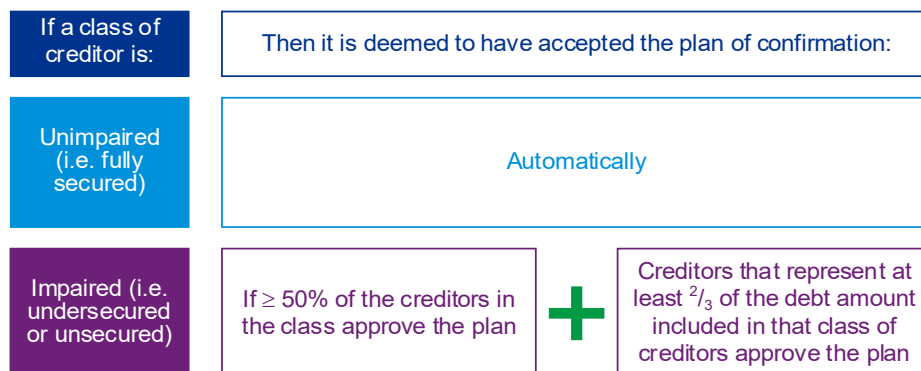 If a class of
creditor is:
Then it is deemed to have accepted the plan of confirmation:
Unimpaired
(i.e. fully
secured)
Automatically
Impaired (i.e.
undersecured
or unsecured)
If ≥ 50% of the creditors in
the class approve the plan
Creditors that represent at
least 2/3 of the debt amount
included in that class of
creditors approve the plan